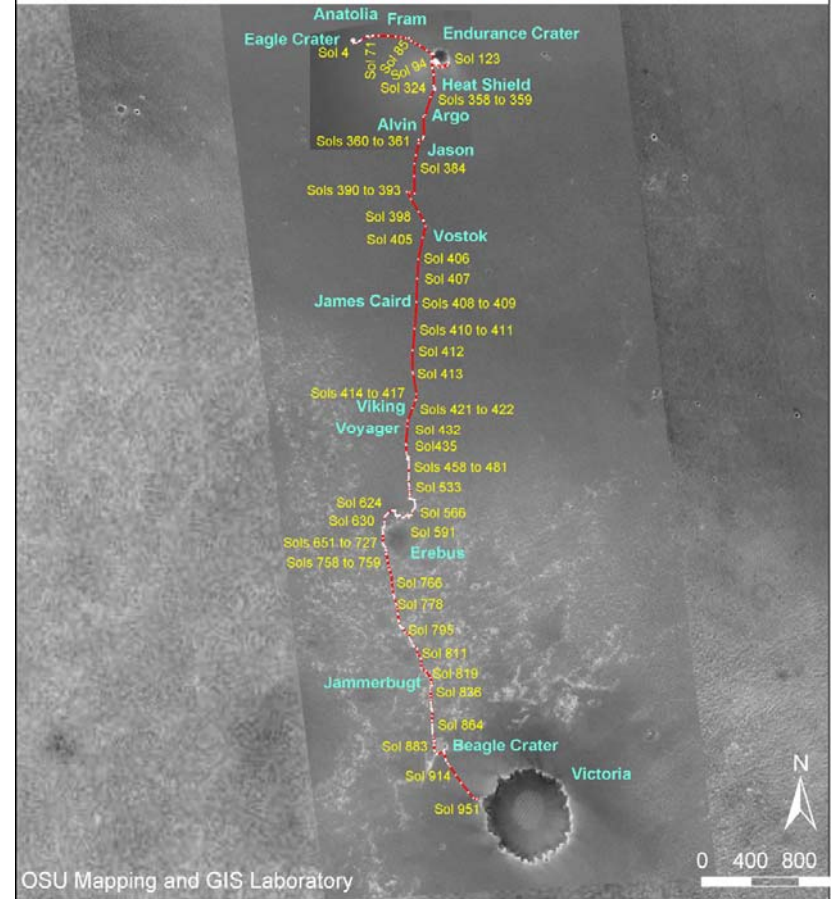 Anatolia
Fram
Eagle Crater
Endurance Crater
Sol 4
Sol 71
Sol 85
Sol 94
Sol 123
Sol 324
Heat Shield
Sols 358 to 359
Argo
Alvin
Sols 360 to 361
Jason
Sol 384
Sols 390 to 393
Sol 398
Sol 405
Vostok
Sol 406
Sol 407
James Caird
Sols 408 to 409
Sols 410 to 411
Sol 412
Sol 413
Sols 414 to 417
Viking
Sols 421 to 422
Voyager
Sol 432
Sol435
Sols 458 to 481
Sol 533
Sol 624
Sol 566
Sol 630
Sol 591
Sols 651 to 727
Erebus
Sols 758 to 759
Sol 766
Sol 778
Sol 795
Sol 811
Sol 819
Jammerbugt
Sol 836
Sol 864
Sol 883
Beagle Crater
Sol 914
Victoria
Sol 951
N
0 400 800
OSU Mapping and GIS Laboratory